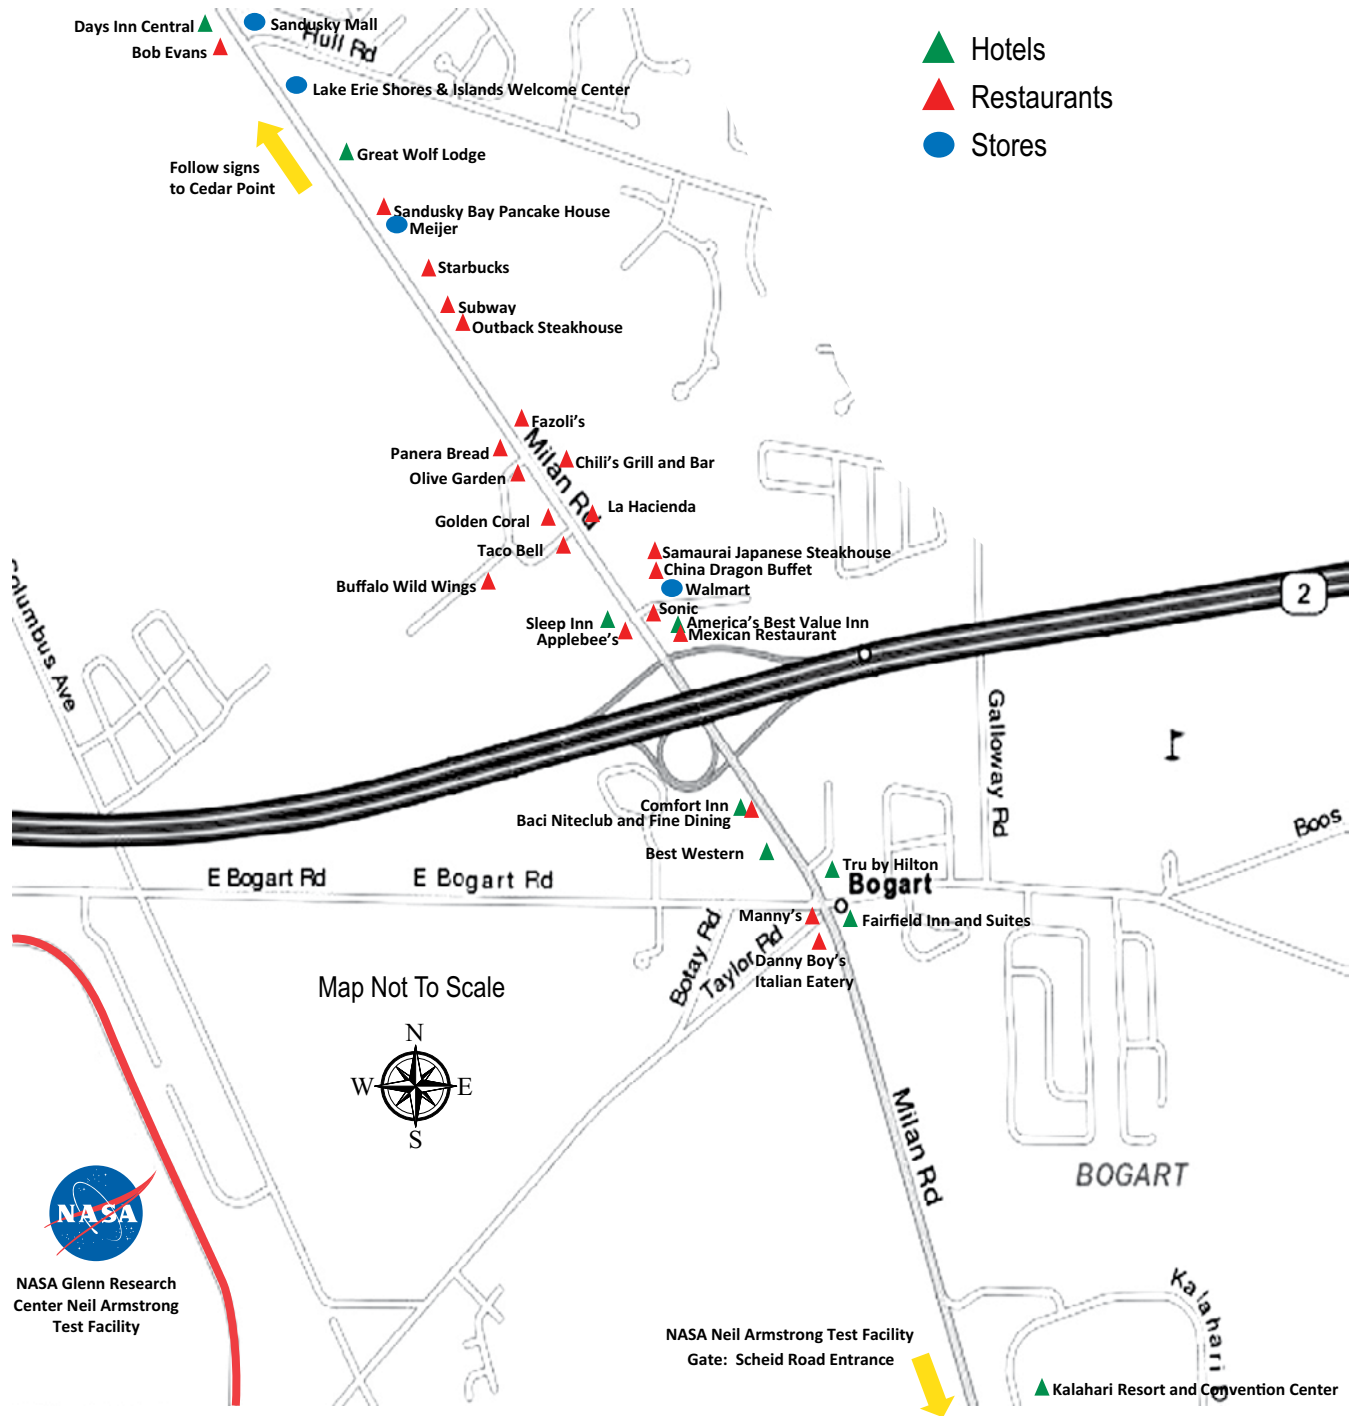 Days Inn Central
Sandusky Mall
Bob Evans
Hull Rd
Hotels
Restaurants
Stores
Lake Erie Shores & Islands Welcome Center
Great Wolf Lodge
Follow signs
to Cedar Point
Sandusky Bay Pancake House
Meijer
Starbucks
Subway
Outback Steakhouse
Fazoli's
Milan Rd
Panera Bread
Chili's Grill and Bar
Olive Garden
La Hacienda
Golden Coral
Taco Bell
Samaurai Japanese Steakhouse
China Dragon Buffet
Buffalo Wild Wings
Walmart
2
Sonic
Sleep Inn
America's Best Value Inn
Applebee's
Mexican Restaurant
olumbus Ave
Galloway Rd
Comfort Inn
Baci Niteclub and Fine Dining
Boos
Best Western
Tru by Hilton
E Bogart Rd
E Bogart Rd
Bogart
Manny's
Fairfield Inn and Suites
Botay Rd
Taylor Rd
Danny Boy's
Italian Eatery
Map Not To Scale
N
W
E
S
Milan Rd
BOGART
NASA
NASA Glenn Research
Center Neil Armstrong
Test Facility
Kalahari D
NASA Neil Armstrong Test Facility
Gate: Scheid Road Entrance
Kalahari Resort and Convention Center